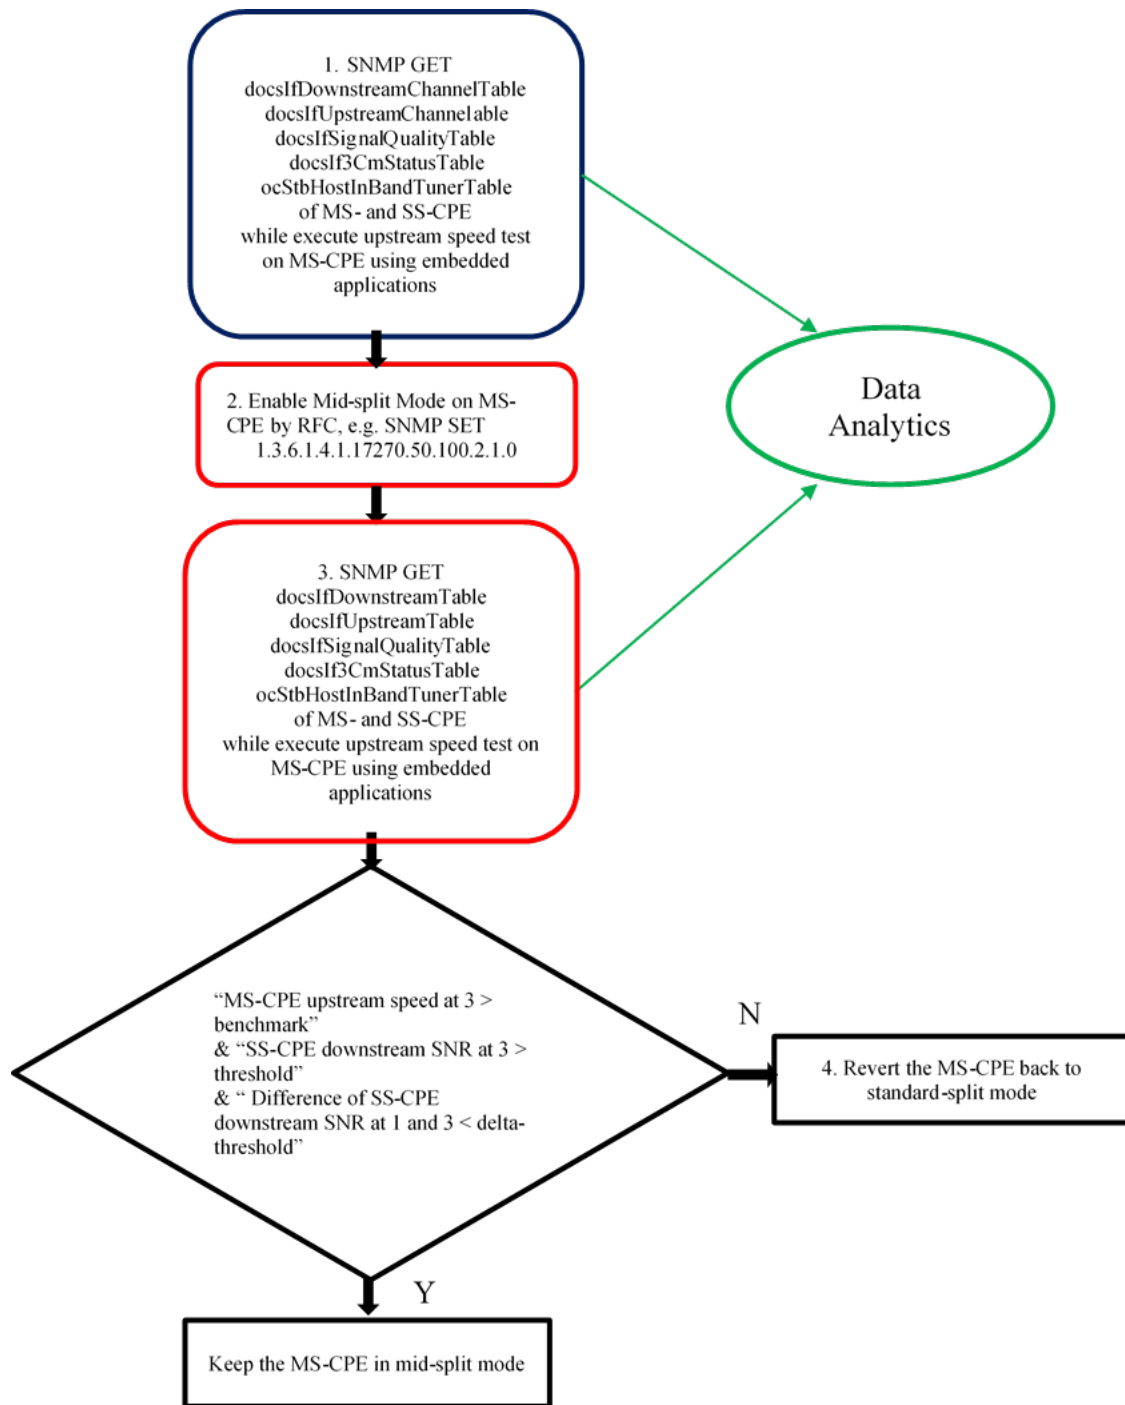 1. SNMP GET
docsIfDownstreamChannelTable
docsIfUpstreamChannelable
docsIfSignalQualityTable
docsIf3CmStatusTable
ocStbHostInBandTunerTable
of MS- and SS-CPE
while execute upstream speed test
on MS-CPE using embedded
applications
2. Enable Mid-split Mode on MS-
CPE by RFC, e.g. SNMP SET
1.3.6.1.4.1.17270.50.100.2.1.0
Data
Analytics
3. SNMP GET
docsIfDownstreamTable
docsIfUpstreamTable
docsIfSignalQualityTable
docsIf3CmStatusTable
ocStbHostInBandTunerTable
of MS- and SS-CPE
while execute upstream speed test on
MS-CPE using embedded
applications
“MS-CPE upstream speed at 3 >
benchmark”
& “SS-CPE downstream SNR at 3 >
threshold”
& “ Difference of SS-CPE
downstream SNR at 1 and 3 < delta-
threshold”
N
4. Revert the MS-CPE back to
standard-split mode
Y
Keep the MS-CPE in mid-split mode